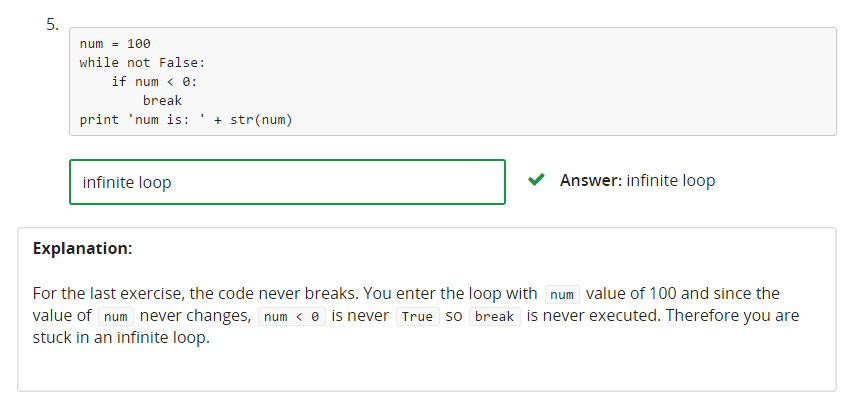 5.
num = 100
while not False:
    if num < 0:
        break
print 'num is: ' + str(num)
infinite loop
Answer: infinite loop
Explanation:
For the last exercise, the code never breaks. You enter the loop with num value of 100 and since the
value of num never changes, num < 0 is never True so break is never executed. Therefore you are
stuck in an infinite loop.